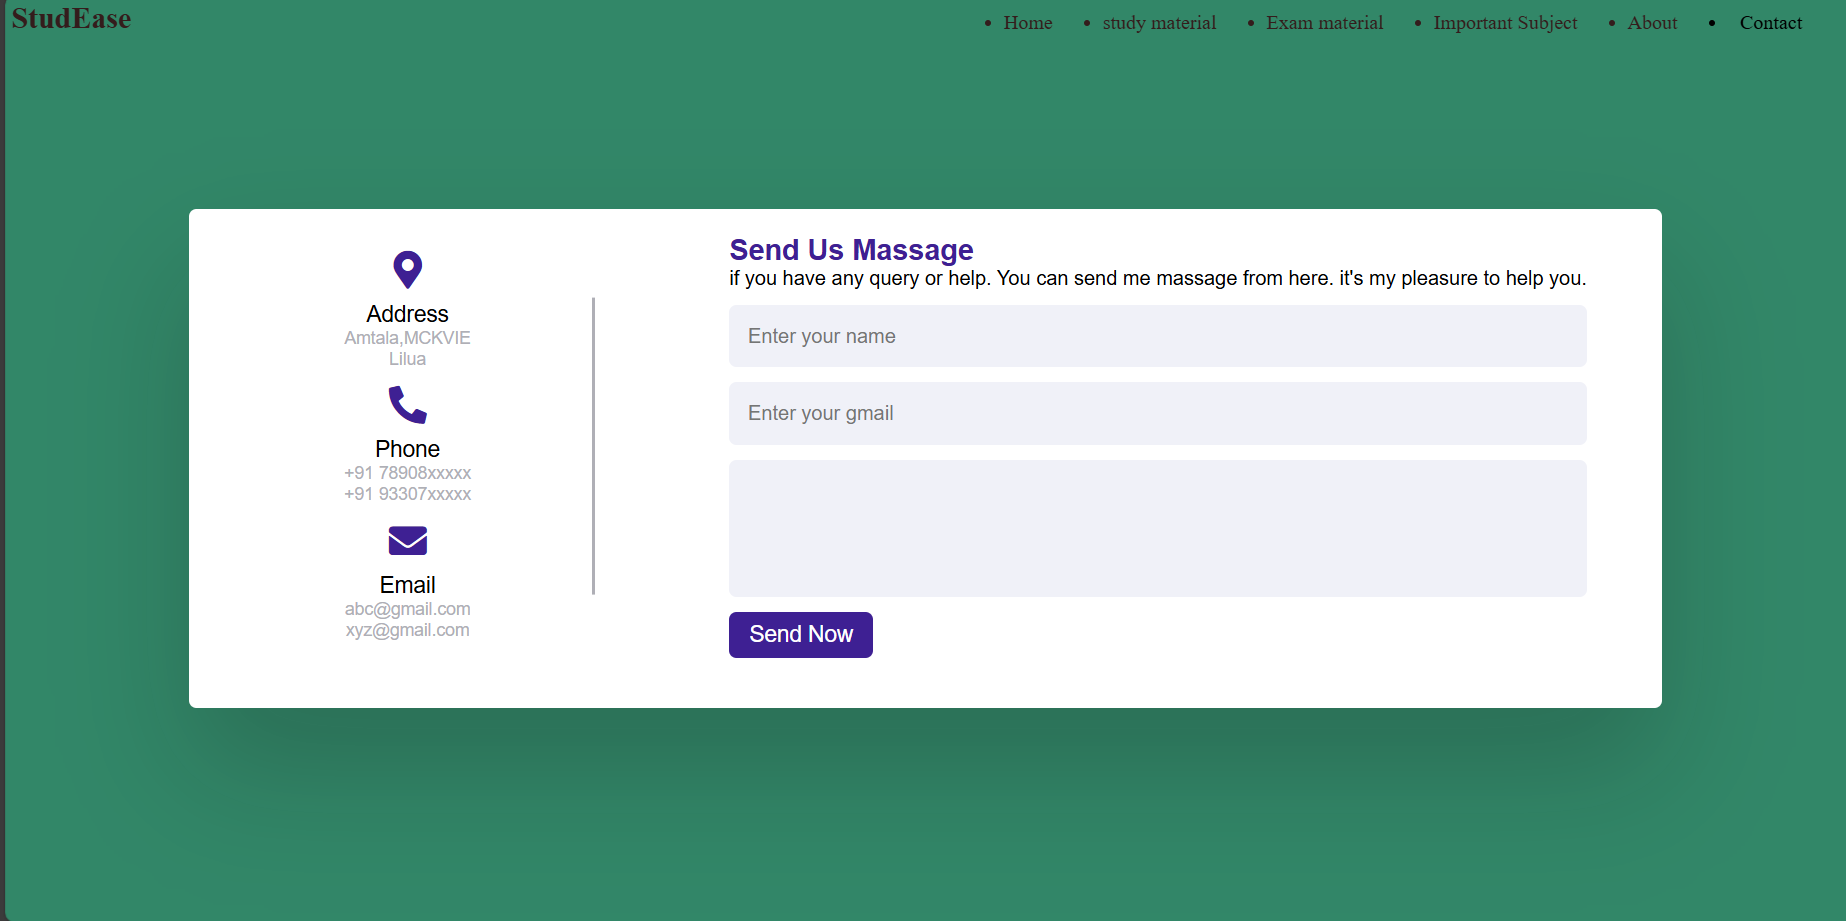 StudEase
Home
study material
Exam material
Important Subject
About
Contact
Address
Amtala,MCKVIE
Lilua
Phone
+91 78908xxxxx
+91 93307xxxxx
Email
abc@gmail.com
xyz@gmail.com
Send Us Massage
if you have any query or help. You can send me massage from here. it's my pleasure to help you.
Enter your name
Enter your gmail
Send Now